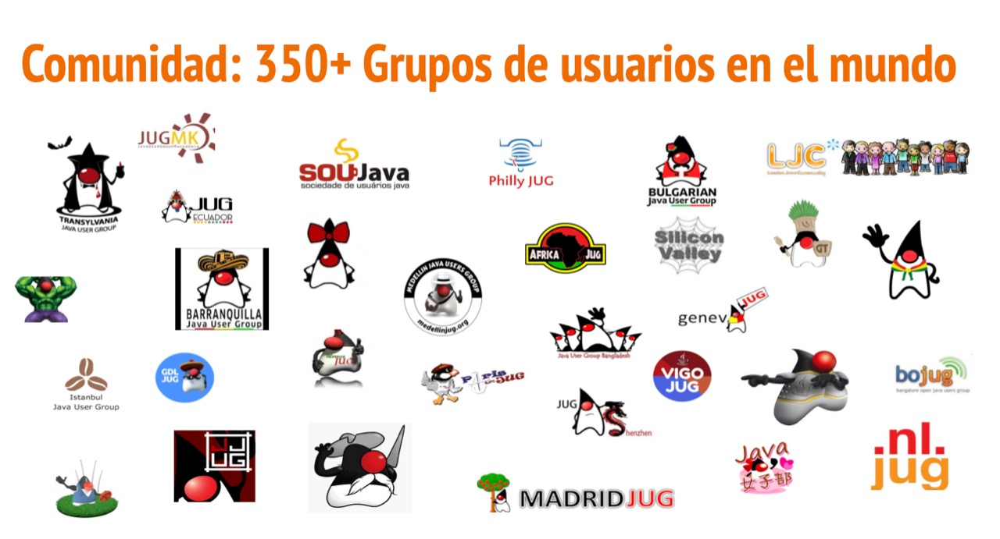 Comunidad: 350+ Grupos de usuarios en el mundo
JUGMK
TRANSYLVANIA
JAVA USER GROUP
JUG
ECUADOR
SOUJava
sociedade de usuários java
Philly JUG
BULGARIAN
Java User Group
LJC
BARRANQUILLA
Java User Group
MEDELLIN JAVA USERS GROUP
medellinjug.org
AFRICA JUG
Silicon
Valley
GT
genev
JUG
Java User Group Bangladesh
Istanbul
Java User Group
GDL
JUG
jug
Paris
JUG
VIGO
JUG
bojug
bangalore open java users group
JUG
Shenzhen
JJ
UG
MADRIDJUG
Java
女子部
.nl.
jug